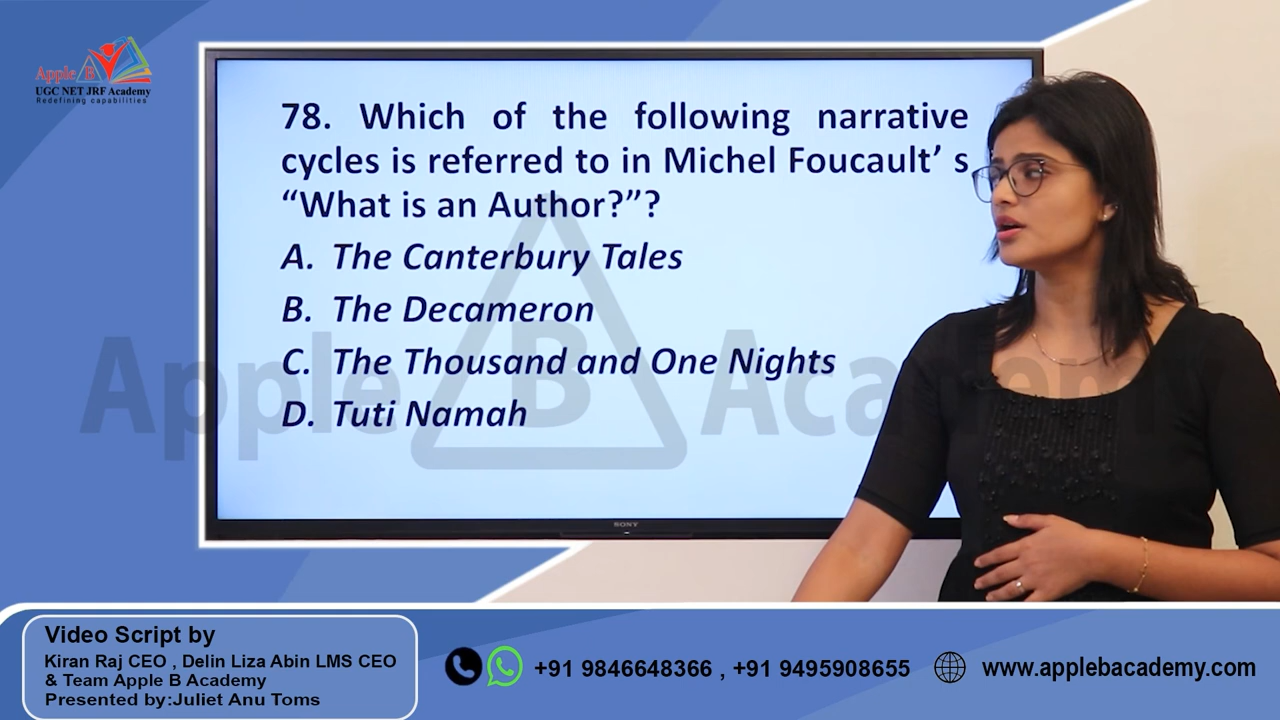 Apple B
UGC NET JRF Academy
Redefining capabilities
78. Which of the following narrative
cycles is referred to in Michel Foucault’ s
“What is an Author?”?
A. The Canterbury Tales
B. The Decameron
C. The Thousand and One Nights
D. Tuti Namah
Apple B Academy
SONY
Video Script by
Kiran Raj CEO , Delin Liza Abin LMS CEO
& Team Apple B Academy
Presented by:Juliet Anu Toms
+91 9846648366 , +91 9495908655
www.applebacademy.com